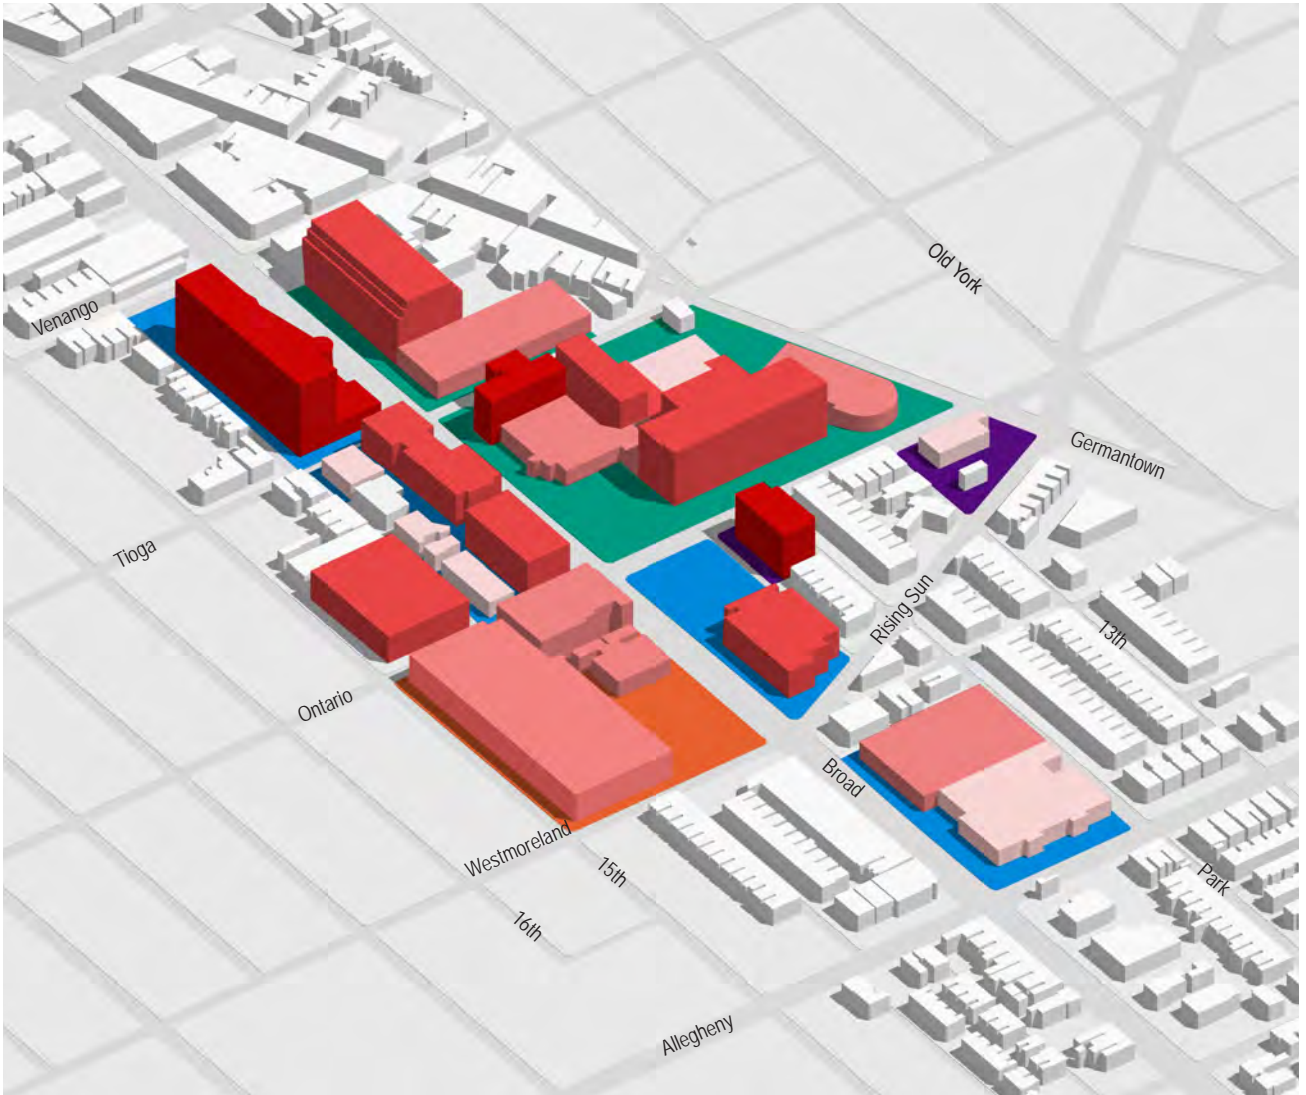 Old York
Venango
Germantown
Tioga
Rising Sun
13th
Ontario
Broad
Westmoreland
15th
Park
16th
Allegheny